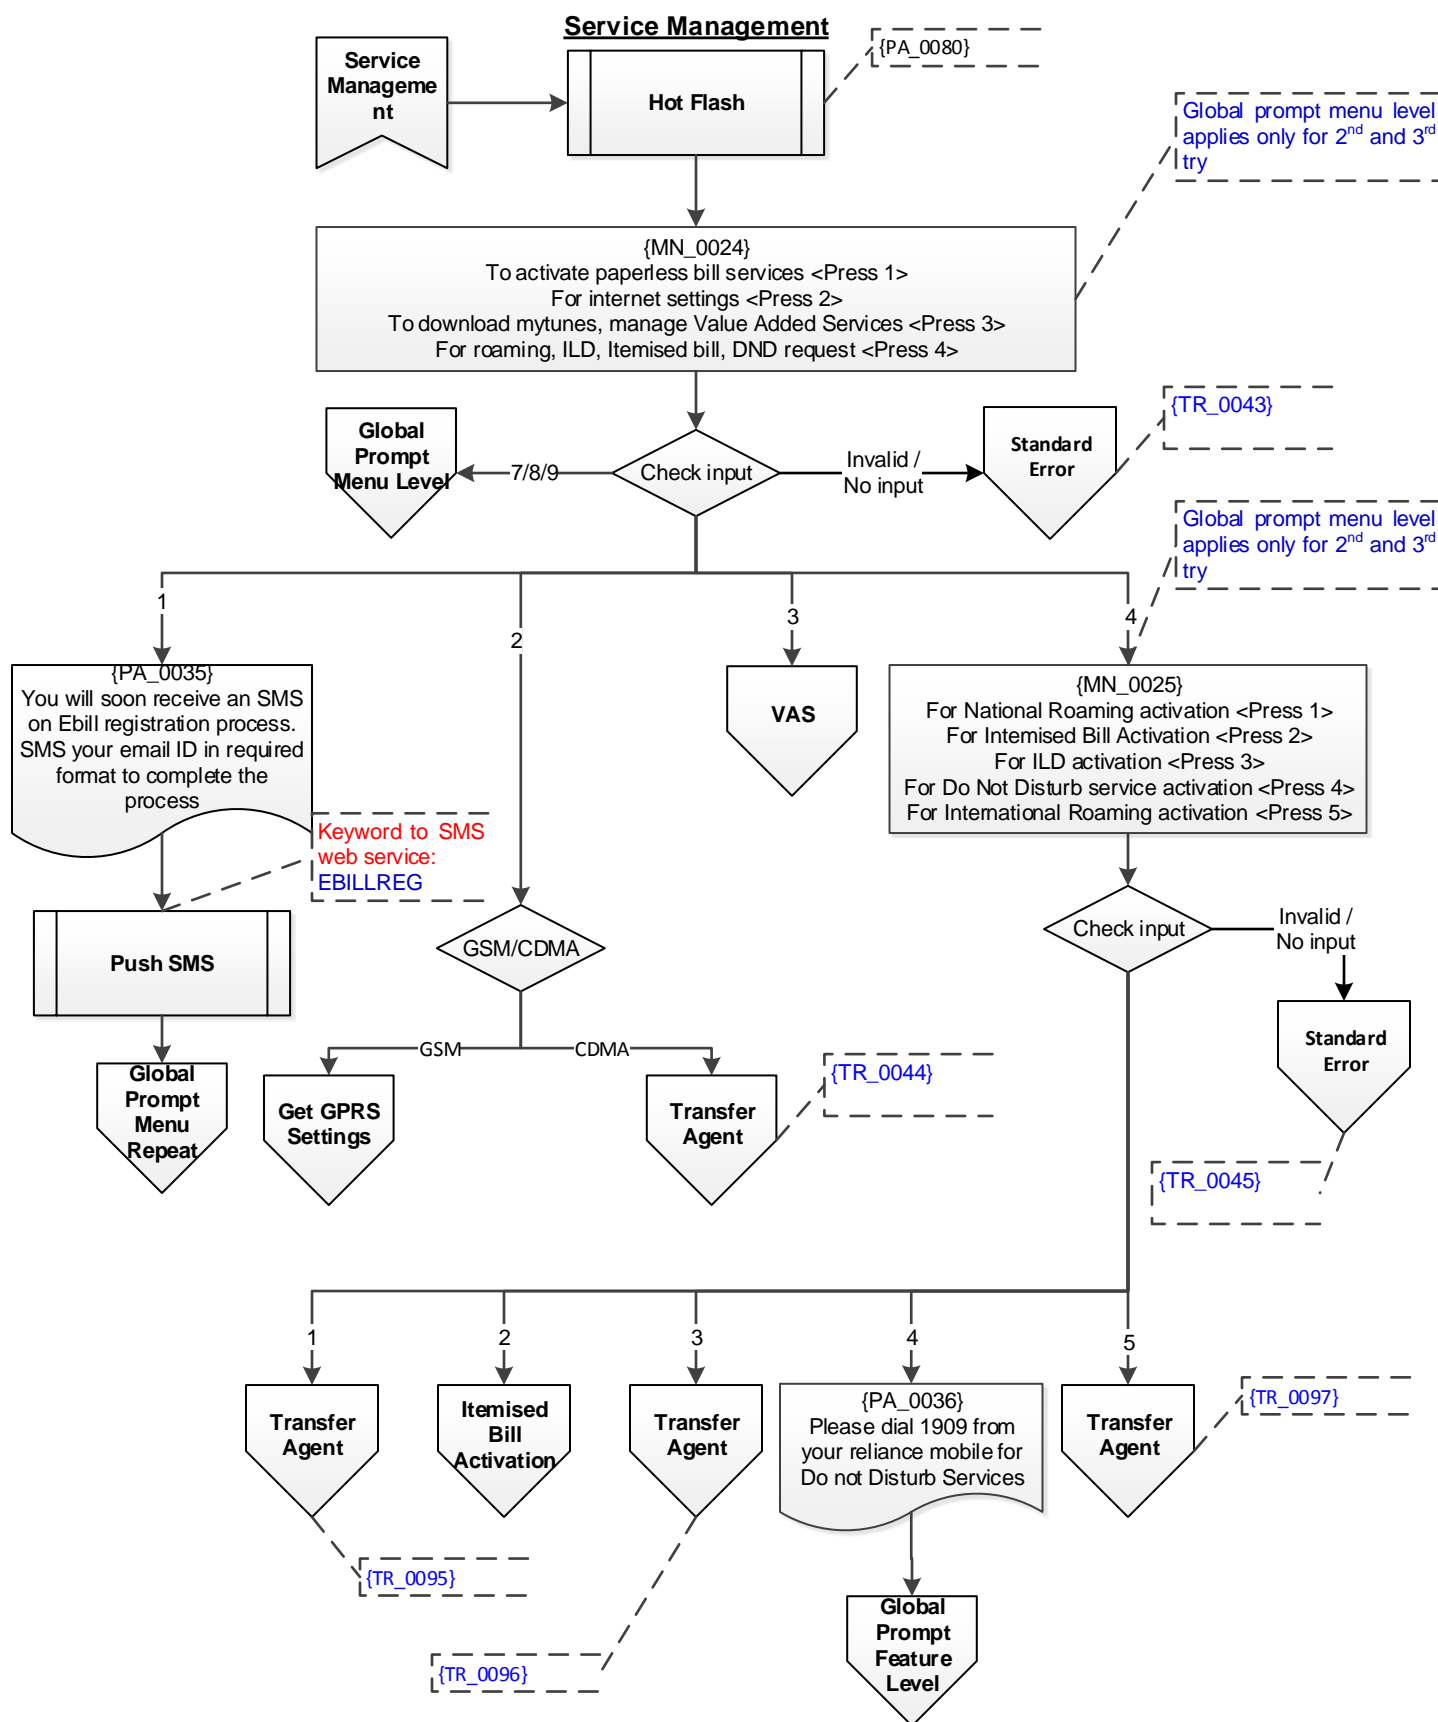 Service Management
Service
Manageme
nt
Hot Flash
{PA_0080}
Global prompt menu level
applies only for 2nd and 3rd
try
{MN_0024}
To activate paperless bill services <Press 1>
For internet settings <Press 2>
To download mytunes, manage Value Added Services <Press 3>
For roaming, ILD, Itemised bill, DND request <Press 4>
Global
Prompt
Menu Level
7/8/9
Check input
Invalid /
No input
Standard
Error
{TR_0043}
Global prompt menu level
applies only for 2nd and 3rd
try
1
2
3
4
{PA_0035}
You will soon receive an SMS
on Ebill registration process.
SMS your email ID in required
format to complete the
process
Keyword to SMS
web service:
EBILLREG
VAS
{MN_0025}
For National Roaming activation <Press 1>
For Intemised Bill Activation <Press 2>
For ILD activation <Press 3>
For Do Not Disturb service activation <Press 4>
For International Roaming activation <Press 5>
Push SMS
GSM/CDMA
Check input
Invalid /
No input
Global
Prompt
Menu
Repeat
GSM
CDMA
Get GPRS
Settings
Transfer
Agent
{TR_0044}
Standard
Error
{TR_0045}
1
2
3
4
5
Transfer
Agent
Itemised
Bill
Activation
Transfer
Agent
{PA_0036}
Please dial 1909 from
your reliance mobile for
Do not Disturb Services
Transfer
Agent
{TR_0097}
{TR_0095}
{TR_0096}
Global
Prompt
Feature
Level